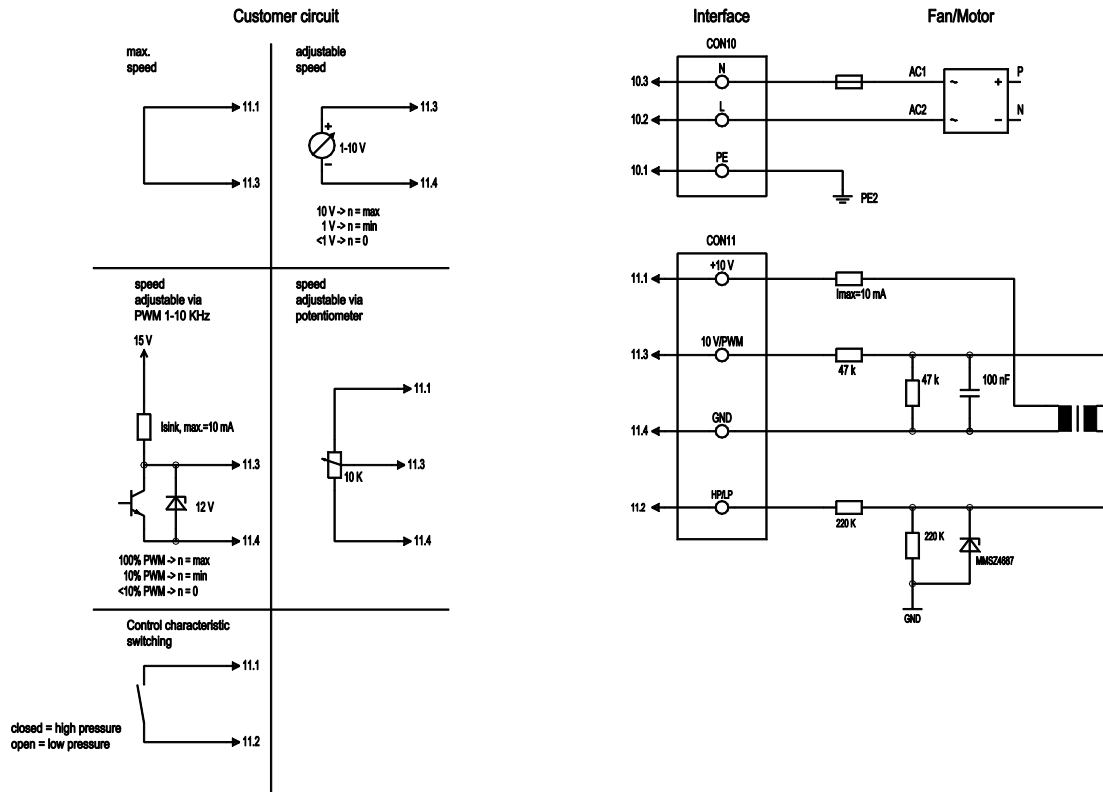 Customer circuit
Interface
Fan/Motor
max.
speed
11.1
11.3
adjustable
speed
11.3
+
1-10 V
–
11.4
10 V -> n = max
1 V -> n = min
<1 V -> n = 0
speed
adjustable via
PWM 1-10 KHz
15 V
Isink, max.=10 mA
11.3
12 V
11.4
100% PWM -> n = max
10% PWM -> n = min
<10% PWM -> n = 0
speed
adjustable via
potentiometer
11.1
11.3
10 K
11.4
Control characteristic
switching
11.1
closed = high pressure
open = low pressure
11.2
CON10
10.3
N
AC1
~
+
P
10.2
L
AC2
~
–
N
10.1
PE
PE2
CON11
11.1
+10 V
Imax=10 mA
11.3
10 V/PWM
47 k
47 k
100 nF
11.4
GND
11.2
HP/LP
220 K
220 K
MMSZ4687
GND